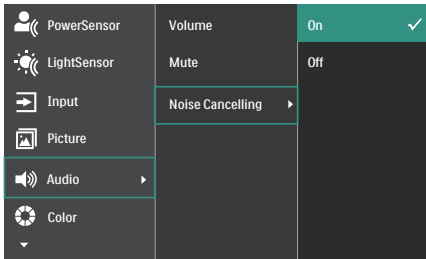 PowerSensor
LightSensor
Input
Picture
Audio
Color
Volume
Mute
Noise Cancelling
On
Off